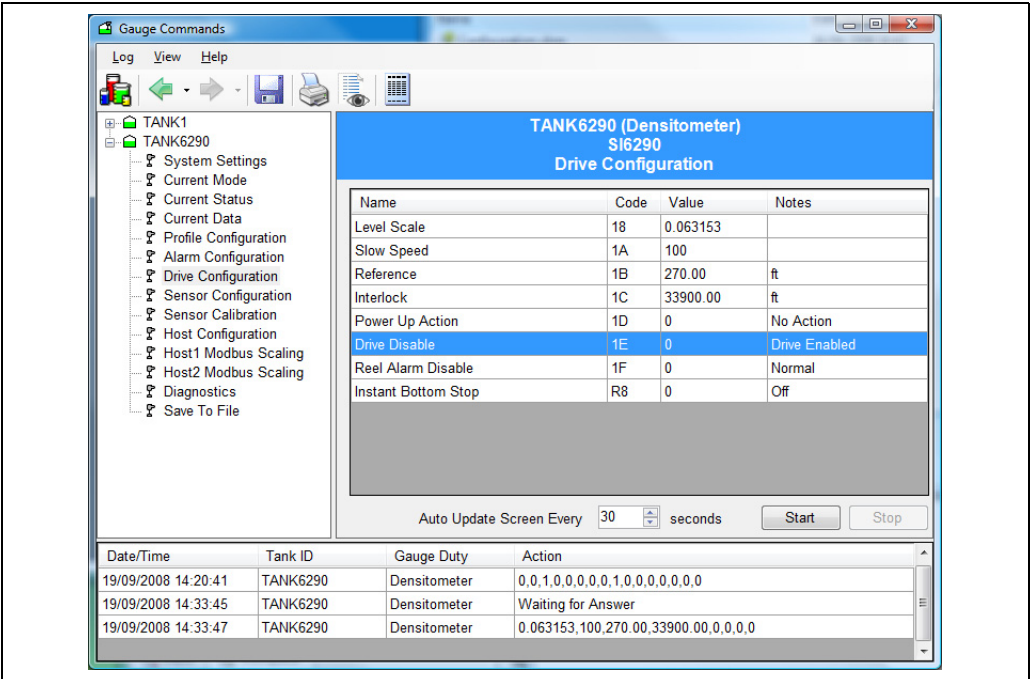 Gauge Commands
Log View Help
TANK1
TANK6290
System Settings
Current Mode
Current Status
Current Data
Profile Configuration
Alarm Configuration
Drive Configuration
Sensor Configuration
Sensor Calibration
Host Configuration
Host1 Modbus Scaling
Host2 Modbus Scaling
Diagnostics
Save To File
TANK6290 (Densitometer)
SI6290
Drive Configuration
Name Code Value Notes
Level Scale 18 0.063153
Slow Speed 1A 100
Reference 1B 270.00 ft
Interlock 1C 33900.00 ft
Power Up Action 1D 0 No Action
Drive Disable 1E 0 Drive Enabled
Reel Alarm Disable 1F 0 Normal
Instant Bottom Stop R8 0 Off
Auto Update Screen Every 30 seconds Start Stop
Date/Time Tank ID Gauge Duty Action
19/09/2008 14:20:41 TANK6290 Densitometer 0,0,1,0,0,0,0,0,1,0,0,0,0,0,0,0
19/09/2008 14:33:45 TANK6290 Densitometer Waiting for Answer
19/09/2008 14:33:47 TANK6290 Densitometer 0.063153,100,270.00,33900.00,0,0,0,0